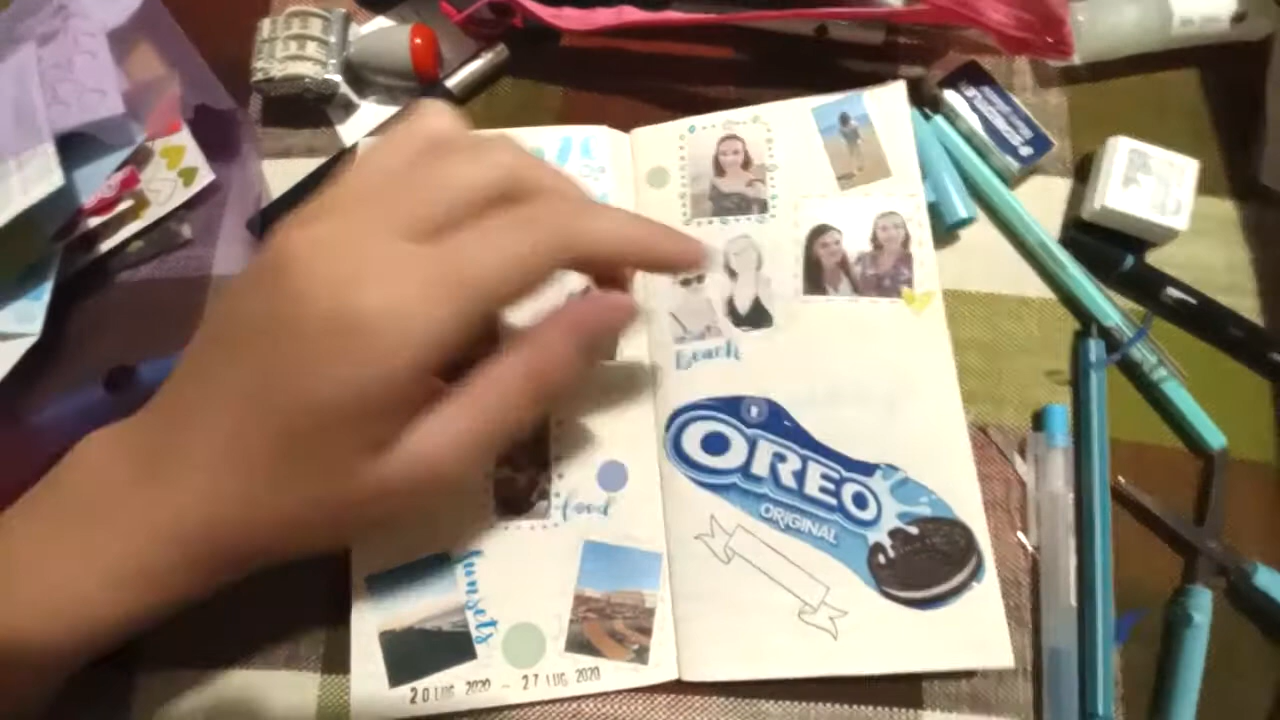 food
sunsets
20 LUG 2020 - 27 LUG 2020
Beach
OREO
ORIGINAL